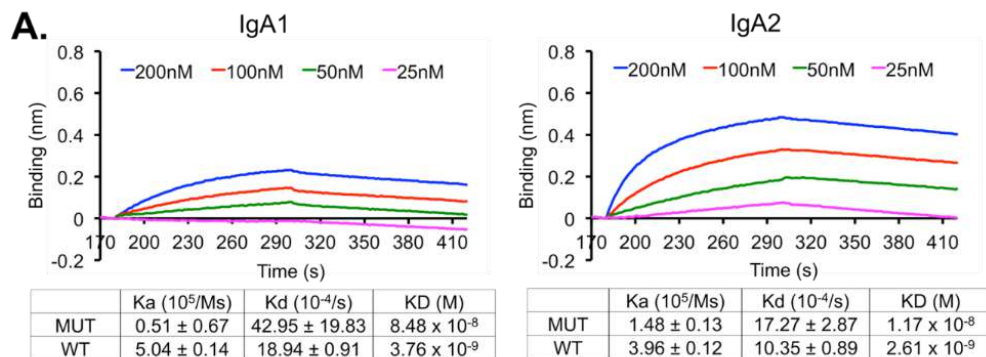 A.
IgA1
0.8
0.6
0.4
0.2
0
-0.2
Binding (nm)
200nM 100nM 50nM 25nM
170 200 230 260 290 320 350 380 410
Time (s)
Ka (10⁵/Ms) Kd (10⁻⁴/s) KD (M)
MUT 0.51 ± 0.67 42.95 ± 19.83 8.48 x 10⁻⁸
WT 5.04 ± 0.14 18.94 ± 0.91 3.76 x 10⁻⁹
IgA2
0.8
0.6
0.4
0.2
0
-0.2
Binding (nm)
200nM 100nM 50nM 25nM
170 200 230 260 290 320 350 380 410
Time (s)
Ka (10⁵/Ms) Kd (10⁻⁴/s) KD (M)
MUT 1.48 ± 0.13 17.27 ± 2.87 1.17 x 10⁻⁸
WT 3.96 ± 0.12 10.35 ± 0.89 2.61 x 10⁻⁹